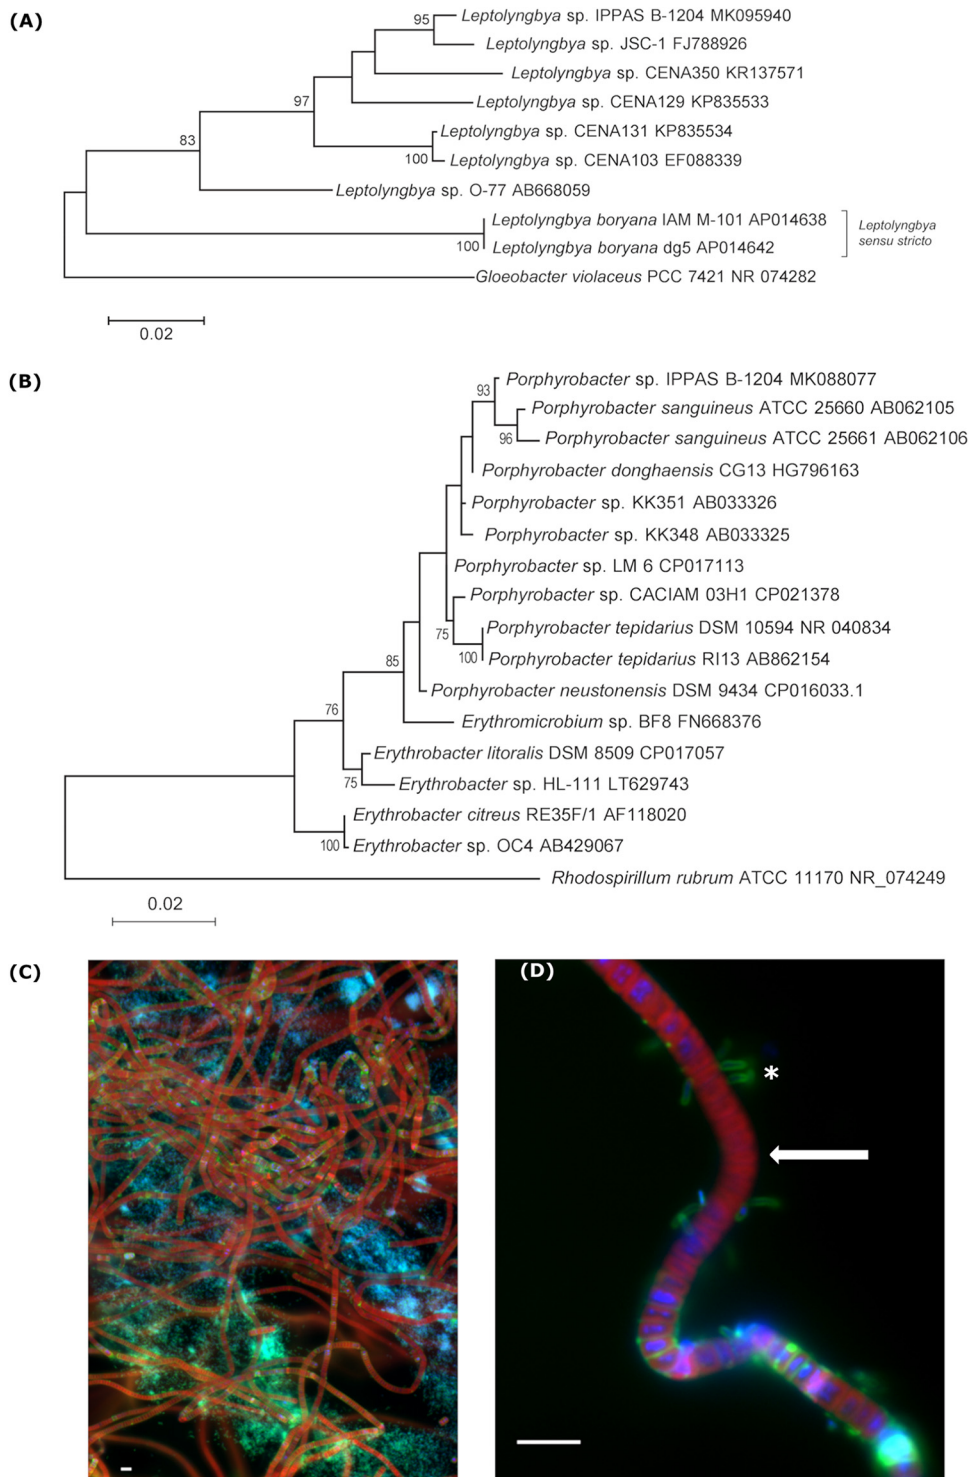 (A)
95
Leptolyngbya sp. IPPAS B-1204 MK095940
Leptolyngbya sp. JSC-1 FJ788926
Leptolyngbya sp. CENA350 KR137571
97
Leptolyngbya sp. CENA129 KP835533
Leptolyngbya sp. CENA131 KP835534
83
100
Leptolyngbya sp. CENA103 EF088339
Leptolyngbya sp. O-77 AB668059
Leptolyngbya boryana IAM M-101 AP014638
Leptolyngbya
sensu stricto
100
Leptolyngbya boryana dg5 AP014642
Gloeobacter violaceus PCC 7421 NR 074282
0.02
(B)
Porphyrobacter sp. IPPAS B-1204 MK088077
93
Porphyrobacter sanguineus ATCC 25660 AB062105
96
Porphyrobacter sanguineus ATCC 25661 AB062106
Porphyrobacter donghaensis CG13 HG796163
Porphyrobacter sp. KK351 AB033326
Porphyrobacter sp. KK348 AB033325
Porphyrobacter sp. LM 6 CP017113
Porphyrobacter sp. CACIAM 03H1 CP021378
75
Porphyrobacter tepidarius DSM 10594 NR 040834
100
Porphyrobacter tepidarius RI13 AB862154
85
Porphyrobacter neustonensis DSM 9434 CP016033.1
76
Erythromicrobium sp. BF8 FN668376
Erythrobacter litoralis DSM 8509 CP017057
75
Erythrobacter sp. HL-111 LT629743
Erythrobacter citreus RE35F/1 AF118020
100
Erythrobacter sp. OC4 AB429067
Rhodospirillum rubrum ATCC 11170 NR_074249
0.02
(C)
(D)
*